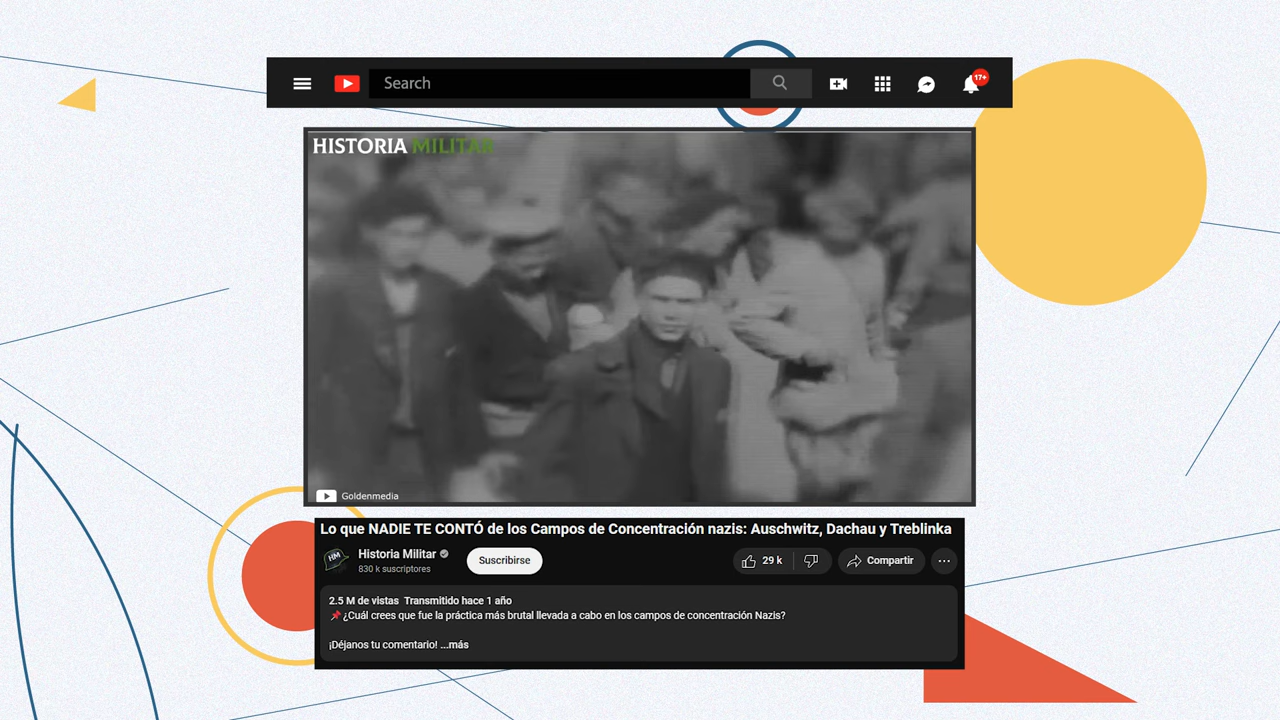 Search
17+
HISTORIA MILITAR
Goldenmedia
Lo que NADIE TE CONTÓ de los Campos de Concentración nazis: Auschwitz, Dachau y Treblinka
HM
Historia Militar
830 k suscriptores
Suscribirse
29 k
Compartir
2.5 M de vistas Transmitido hace 1 año
📌¿Cuál crees que fue la práctica más brutal llevada a cabo en los campos de concentración Nazis?
¡Déjanos tu comentario! ...más